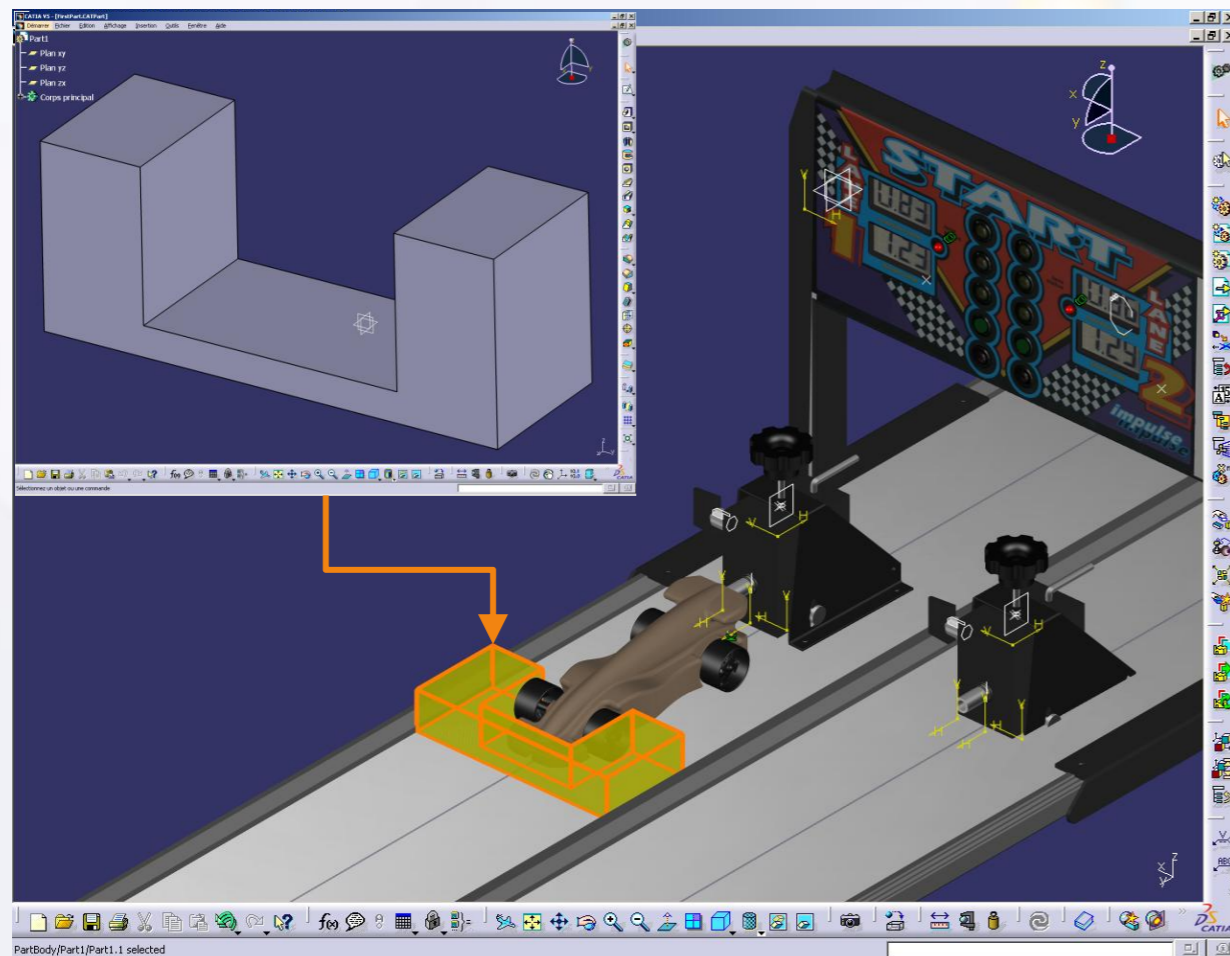 CATIA V5 - [FirstPart.CATPart]
Démarrer Fichier Edition Affichage Insertion Outils Fenêtre Aide
Part1
Plan xy
Plan yz
Plan zx
Corps principal
Sélectionnez un objet ou une commande
z
x
y
START
LANE
1
LANE
2
impulse
V
H
V
H
V
H
V
V
H
H
V
V
H
H
H
z
x
y
f(x)
CATIA
PartBody/Part1/Part1.1 selected